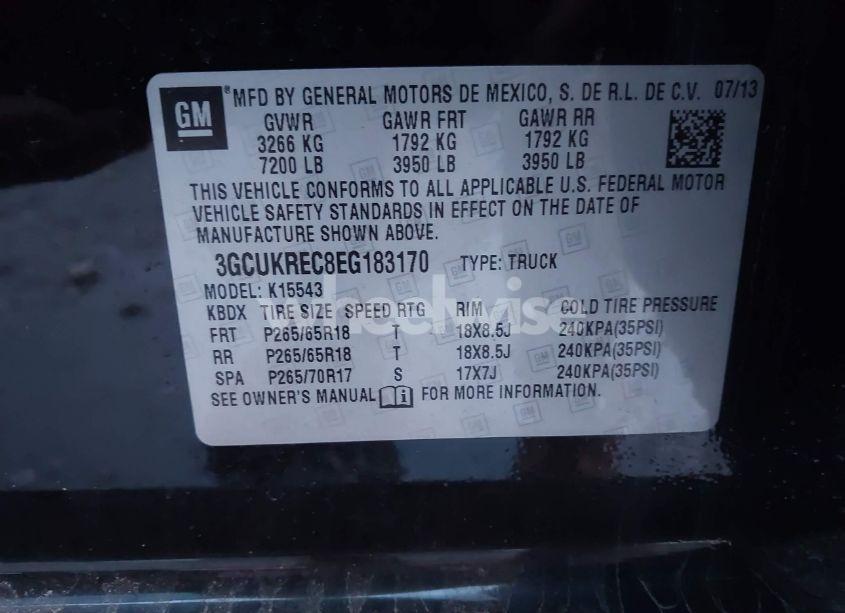 GM ® MFD BY GENERAL MOTORS DE MEXICO, S. DE R.L. DE C.V. 07/13
GVWR GAWR FRT GAWR RR
3266 KG 1792 KG 1792 KG
7200 LB 3950 LB 3950 LB
THIS VEHICLE CONFORMS TO ALL APPLICABLE U.S. FEDERAL MOTOR
VEHICLE SAFETY STANDARDS IN EFFECT ON THE DATE OF
MANUFACTURE SHOWN ABOVE.
3GCUKREC8EG183170 TYPE: TRUCK
MODEL: K15543
wheelwise
KBDX TIRE SIZE SPEED RTG RIM COLD TIRE PRESSURE
FRT P265/65R18 T 18X8.5J 240KPA(35PSI)
RR P265/65R18 T 18X8.5J 240KPA(35PSI)
SPA P265/70R17 S 17X7J 240KPA(35PSI)
SEE OWNER'S MANUAL FOR MORE INFORMATION.